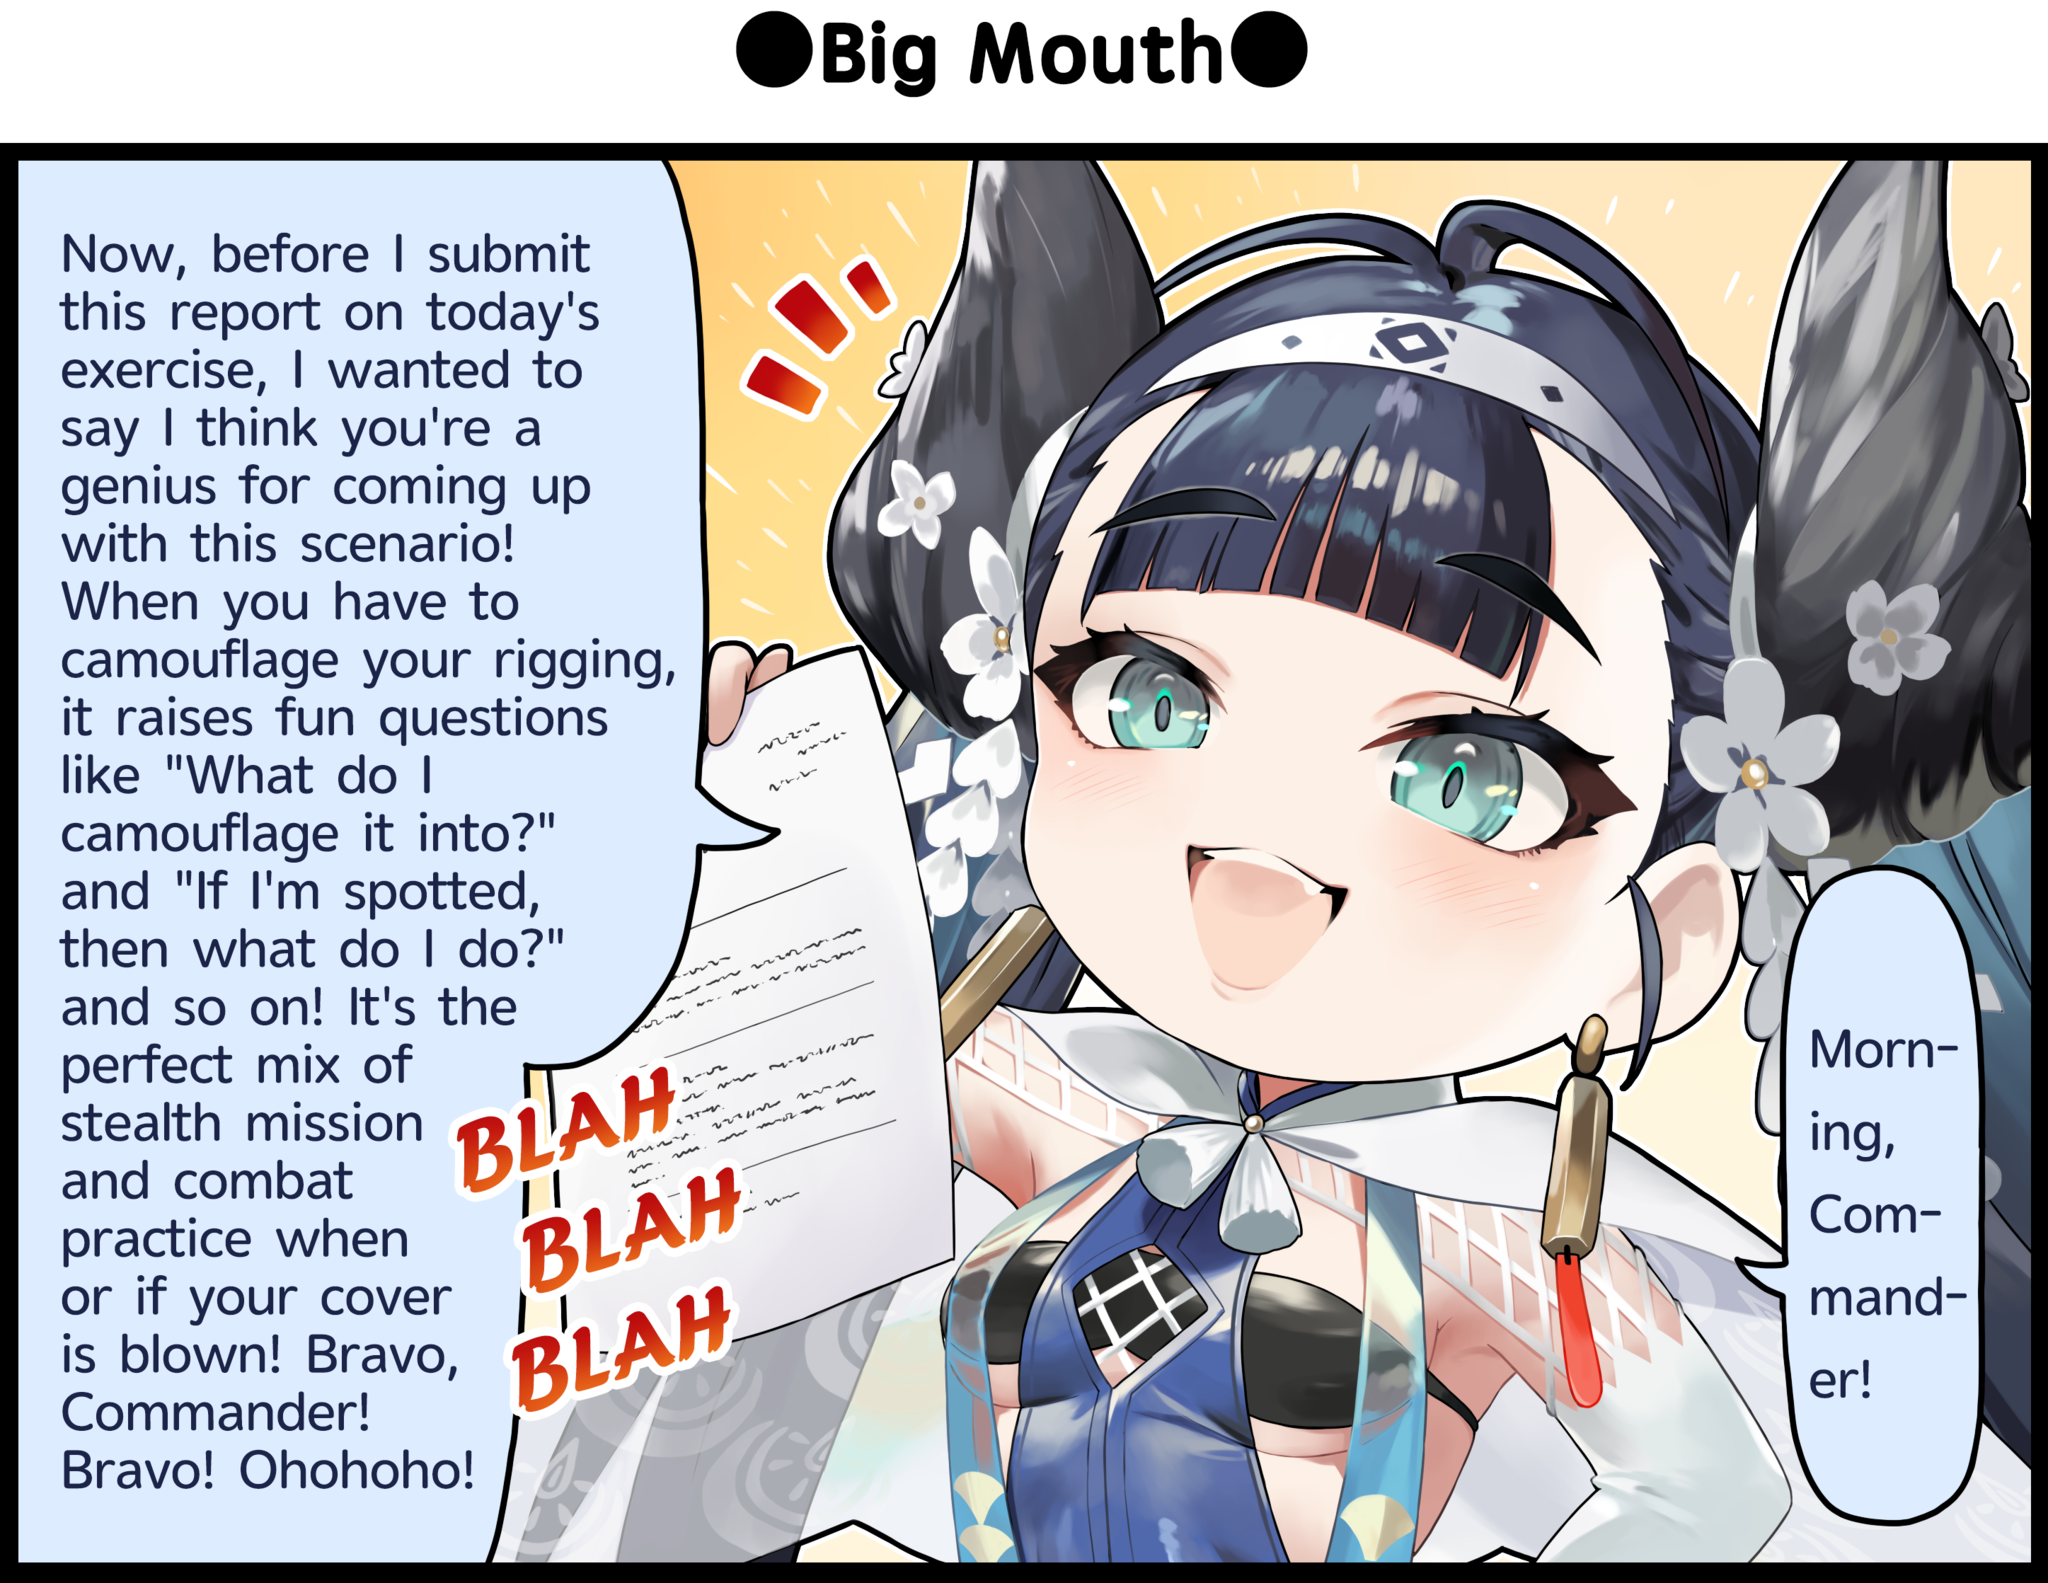 ●Big Mouth●
Morn-
ing,
Com-
mand-
er!
Now, before I submit
this report on today's
exercise, I wanted to
say I think you're a
genius for coming up
with this scenario!
When you have to
camouflage your rigging,
it raises fun questions
like "What do I
camouflage it into?"
and "If I'm spotted,
then what do I do?"
and so on! It's the
perfect mix of
stealth mission
and combat
practice when
or if your cover
is blown! Bravo,
Commander!
Bravo! Ohohoho!
BLAH
BLAH
BLAH